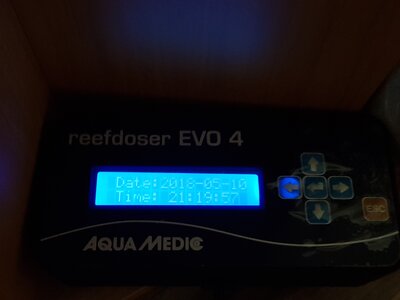 reefdoser EVO 4
Date:2018-05-10
Time: 21:19:57
ESC
AQUA MEDIC